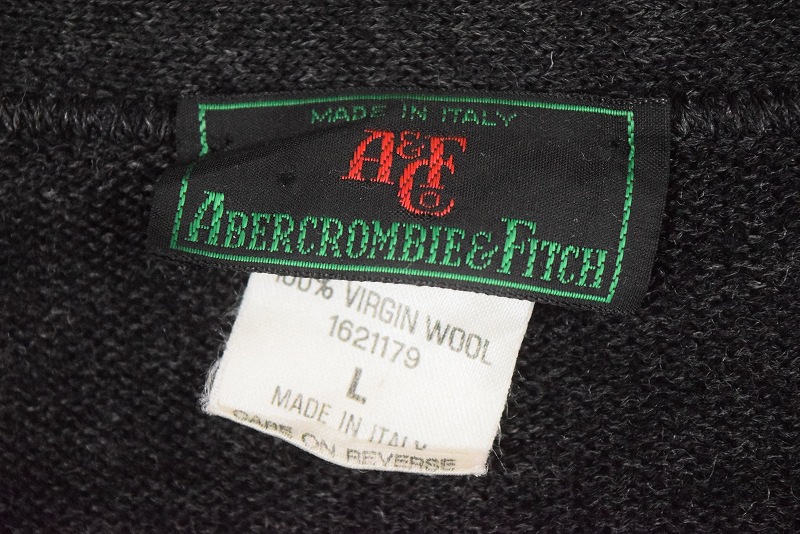 MADE IN ITALY
A&F
Co
ABERCROMBIE & FITCH
100% VIRGIN WOOL
1621179
L
MADE IN ITALY
CARE ON REVERSE